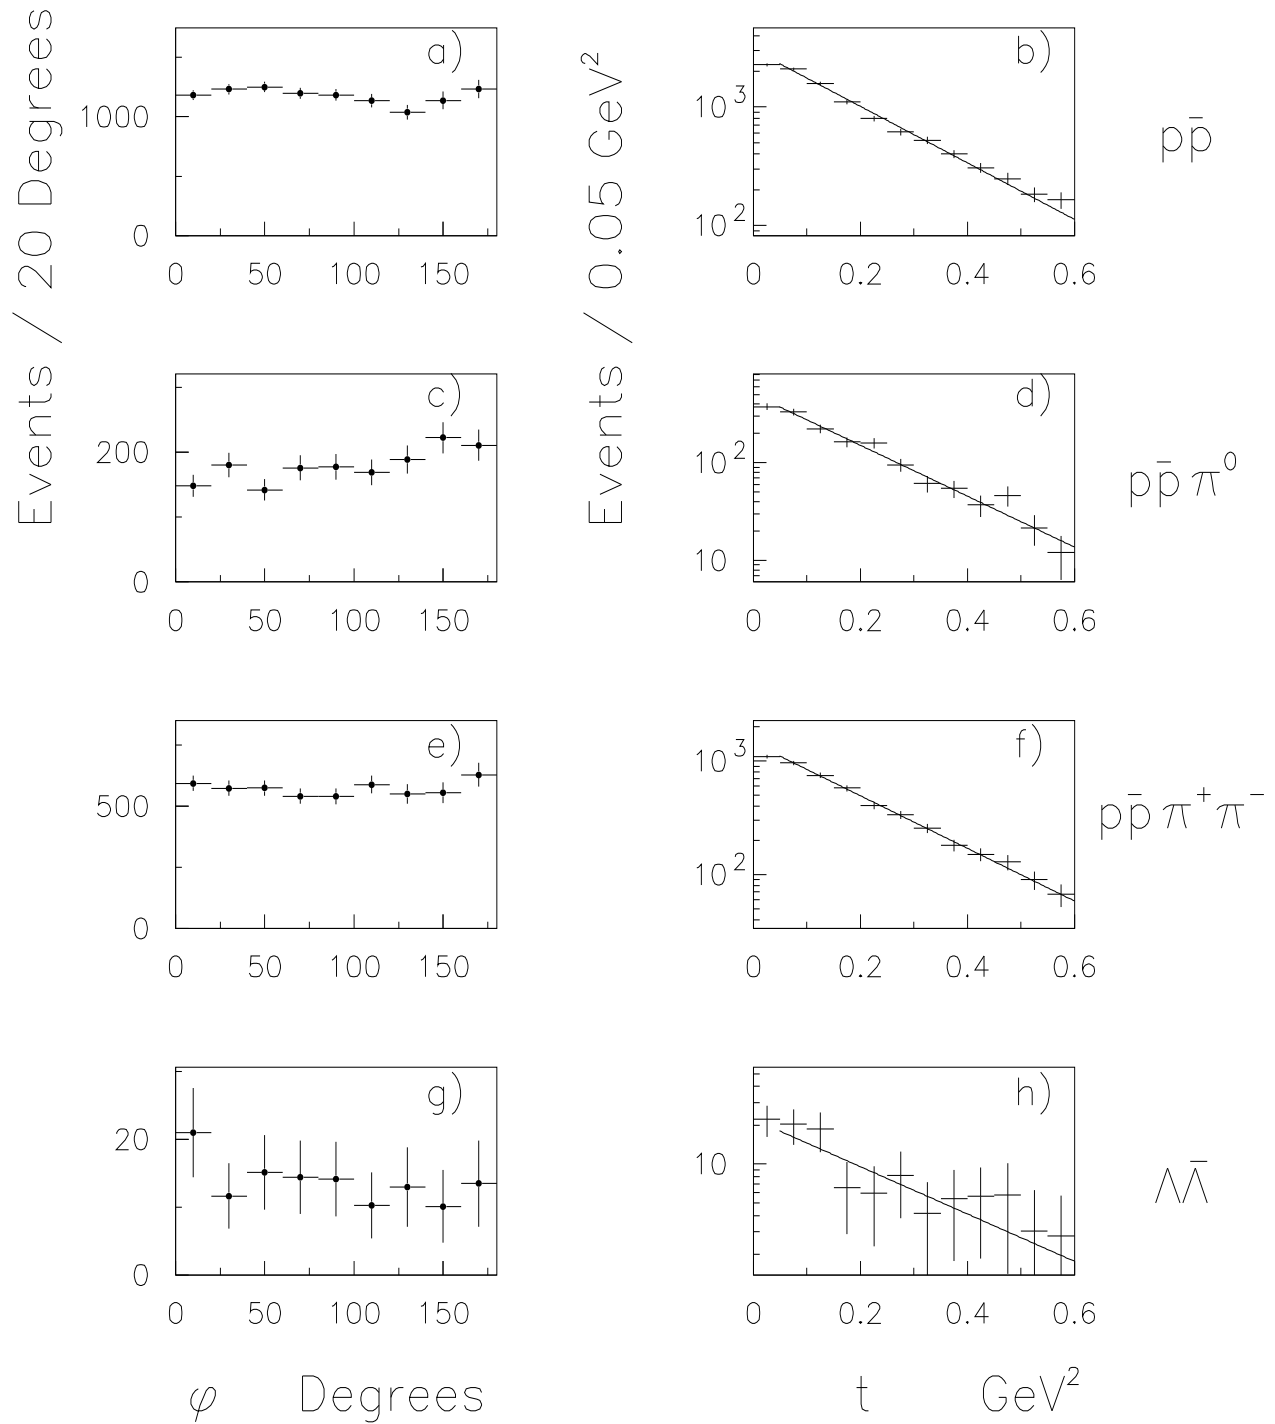 Events / 20 Degrees
Events / 0.05 GeV²
a)
1000
0
0 50 100 150
b)
10³
10²
0 0.2 0.4 0.6
pp̄
c)
200
0
0 50 100 150
d)
10²
10
0 0.2 0.4 0.6
pp̄ π⁰
e)
500
0
0 50 100 150
f)
10³
10²
0 0.2 0.4 0.6
pp̄ π⁺π⁻
g)
20
0
0 50 100 150
h)
10
0 0.2 0.4 0.6
ΛΛ̄
φ Degrees
t GeV²